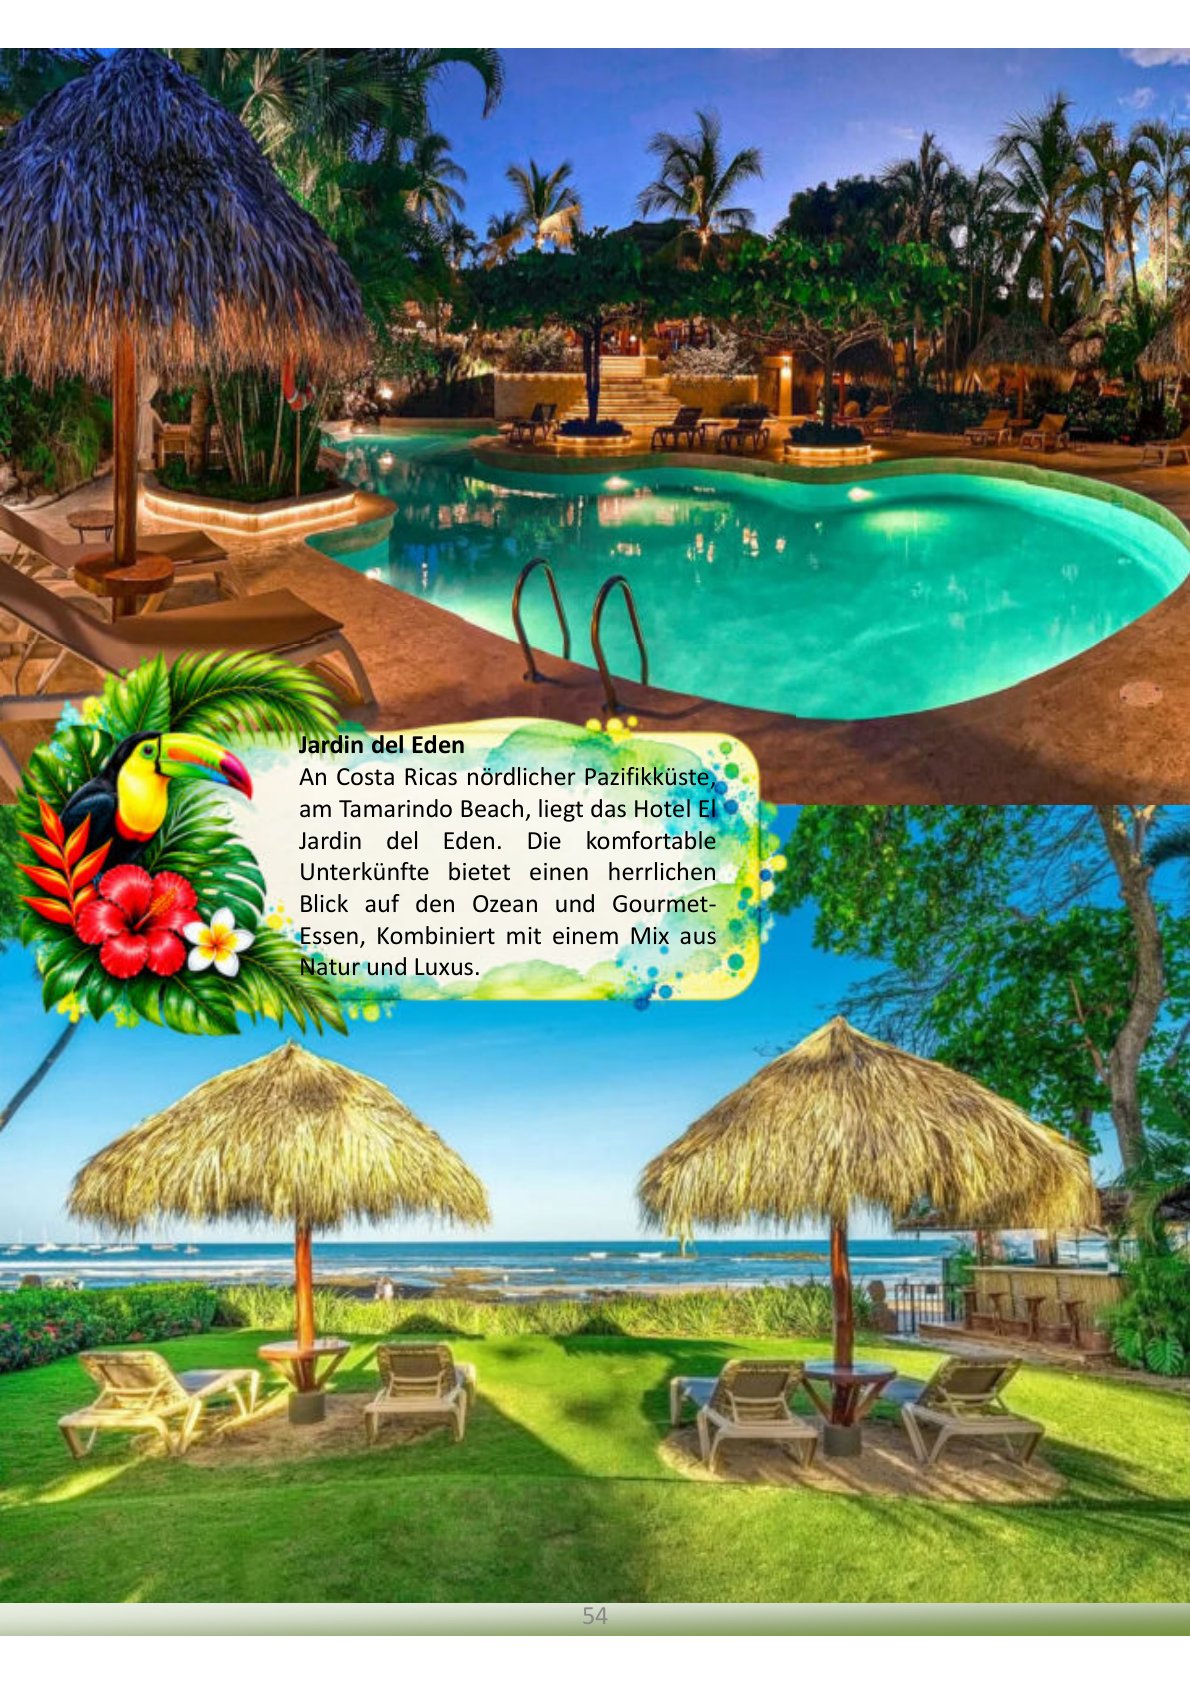 Jardin del Eden
An Costa Ricas nördlicher Pazifikküste,
am Tamarindo Beach, liegt das Hotel El
Jardin del Eden. Die komfortable
Unterkünfte bietet einen herrlichen
Blick auf den Ozean und Gourmet-
Essen, Kombiniert mit einem Mix aus
Natur und Luxus.
54